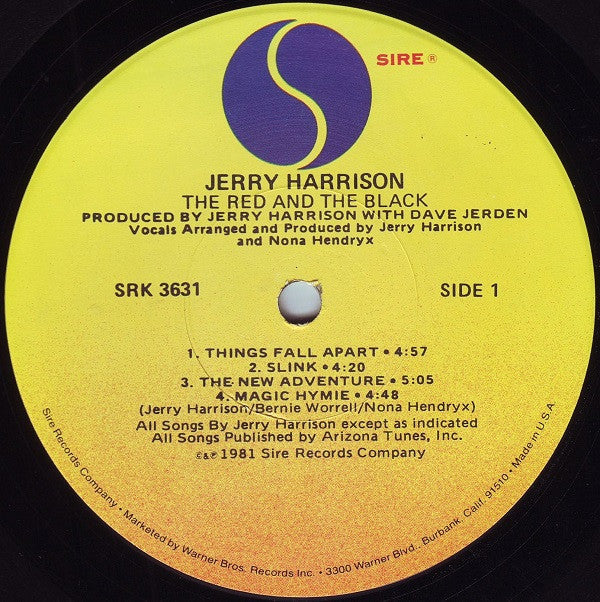 SIRE ®
JERRY HARRISON
THE RED AND THE BLACK
PRODUCED BY JERRY HARRISON WITH DAVE JERDEN
Vocals Arranged and Produced by Jerry Harrison
and Nona Hendryx
SRK 3631
SIDE 1
1. THINGS FALL APART • 4:57
2. SLINK • 4:20
3. THE NEW ADVENTURE • 5:05
4. MAGIC HYMIE • 4:48
(Jerry Harrison/Bernie Worrell/Nona Hendryx)
All Songs By Jerry Harrison except as indicated
All Songs Published by Arizona Tunes, Inc.
©&℗ 1981 Sire Records Company
Sire Records Company • Marketed by Warner Bros. Records Inc. • 3300 Warner Blvd., Burbank, Calif. 91510 • Made in U.S.A.